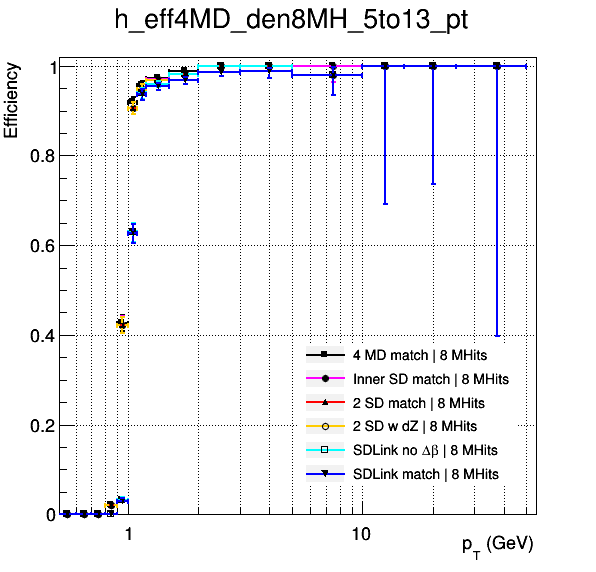 h_eff4MD_den8MH_5to13_pt
Efficiency
1
0.8
0.6
0.4
0.2
0
4 MD match | 8 MHits
Inner SD match | 8 MHits
2 SD match | 8 MHits
2 SD w dZ | 8 MHits
SDLink no Δβ | 8 MHits
SDLink match | 8 MHits
1
10
p_T (GeV)